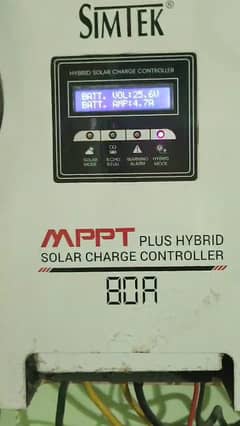 SIMTEK®
HYBRID SOLAR CHARGE CONTROLLER
BATT. VOL:25.6V
BATT. AMP:4.7A
SOLAR MODE
WARNING ALARM
HYBRID MODE
MPPT PLUS HYBRID
SOLAR CHARGE CONTROLLER
80A